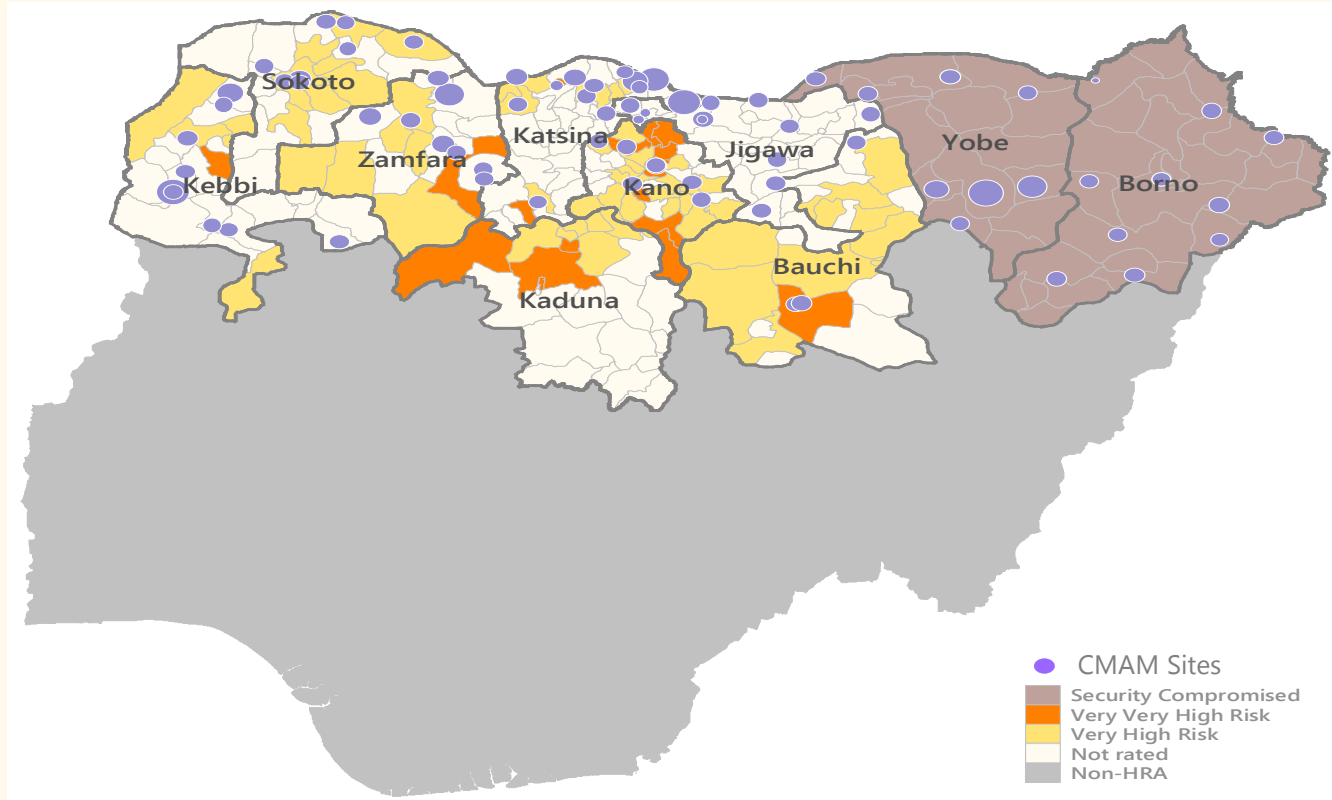 Sokoto
Katsina
Yobe
Zamfara
Jigawa
Kebbi
Kano
Borno
Bauchi
Kaduna
CMAM Sites
Security Compromised
Very Very High Risk
Very High Risk
Not rated
Non-HRA